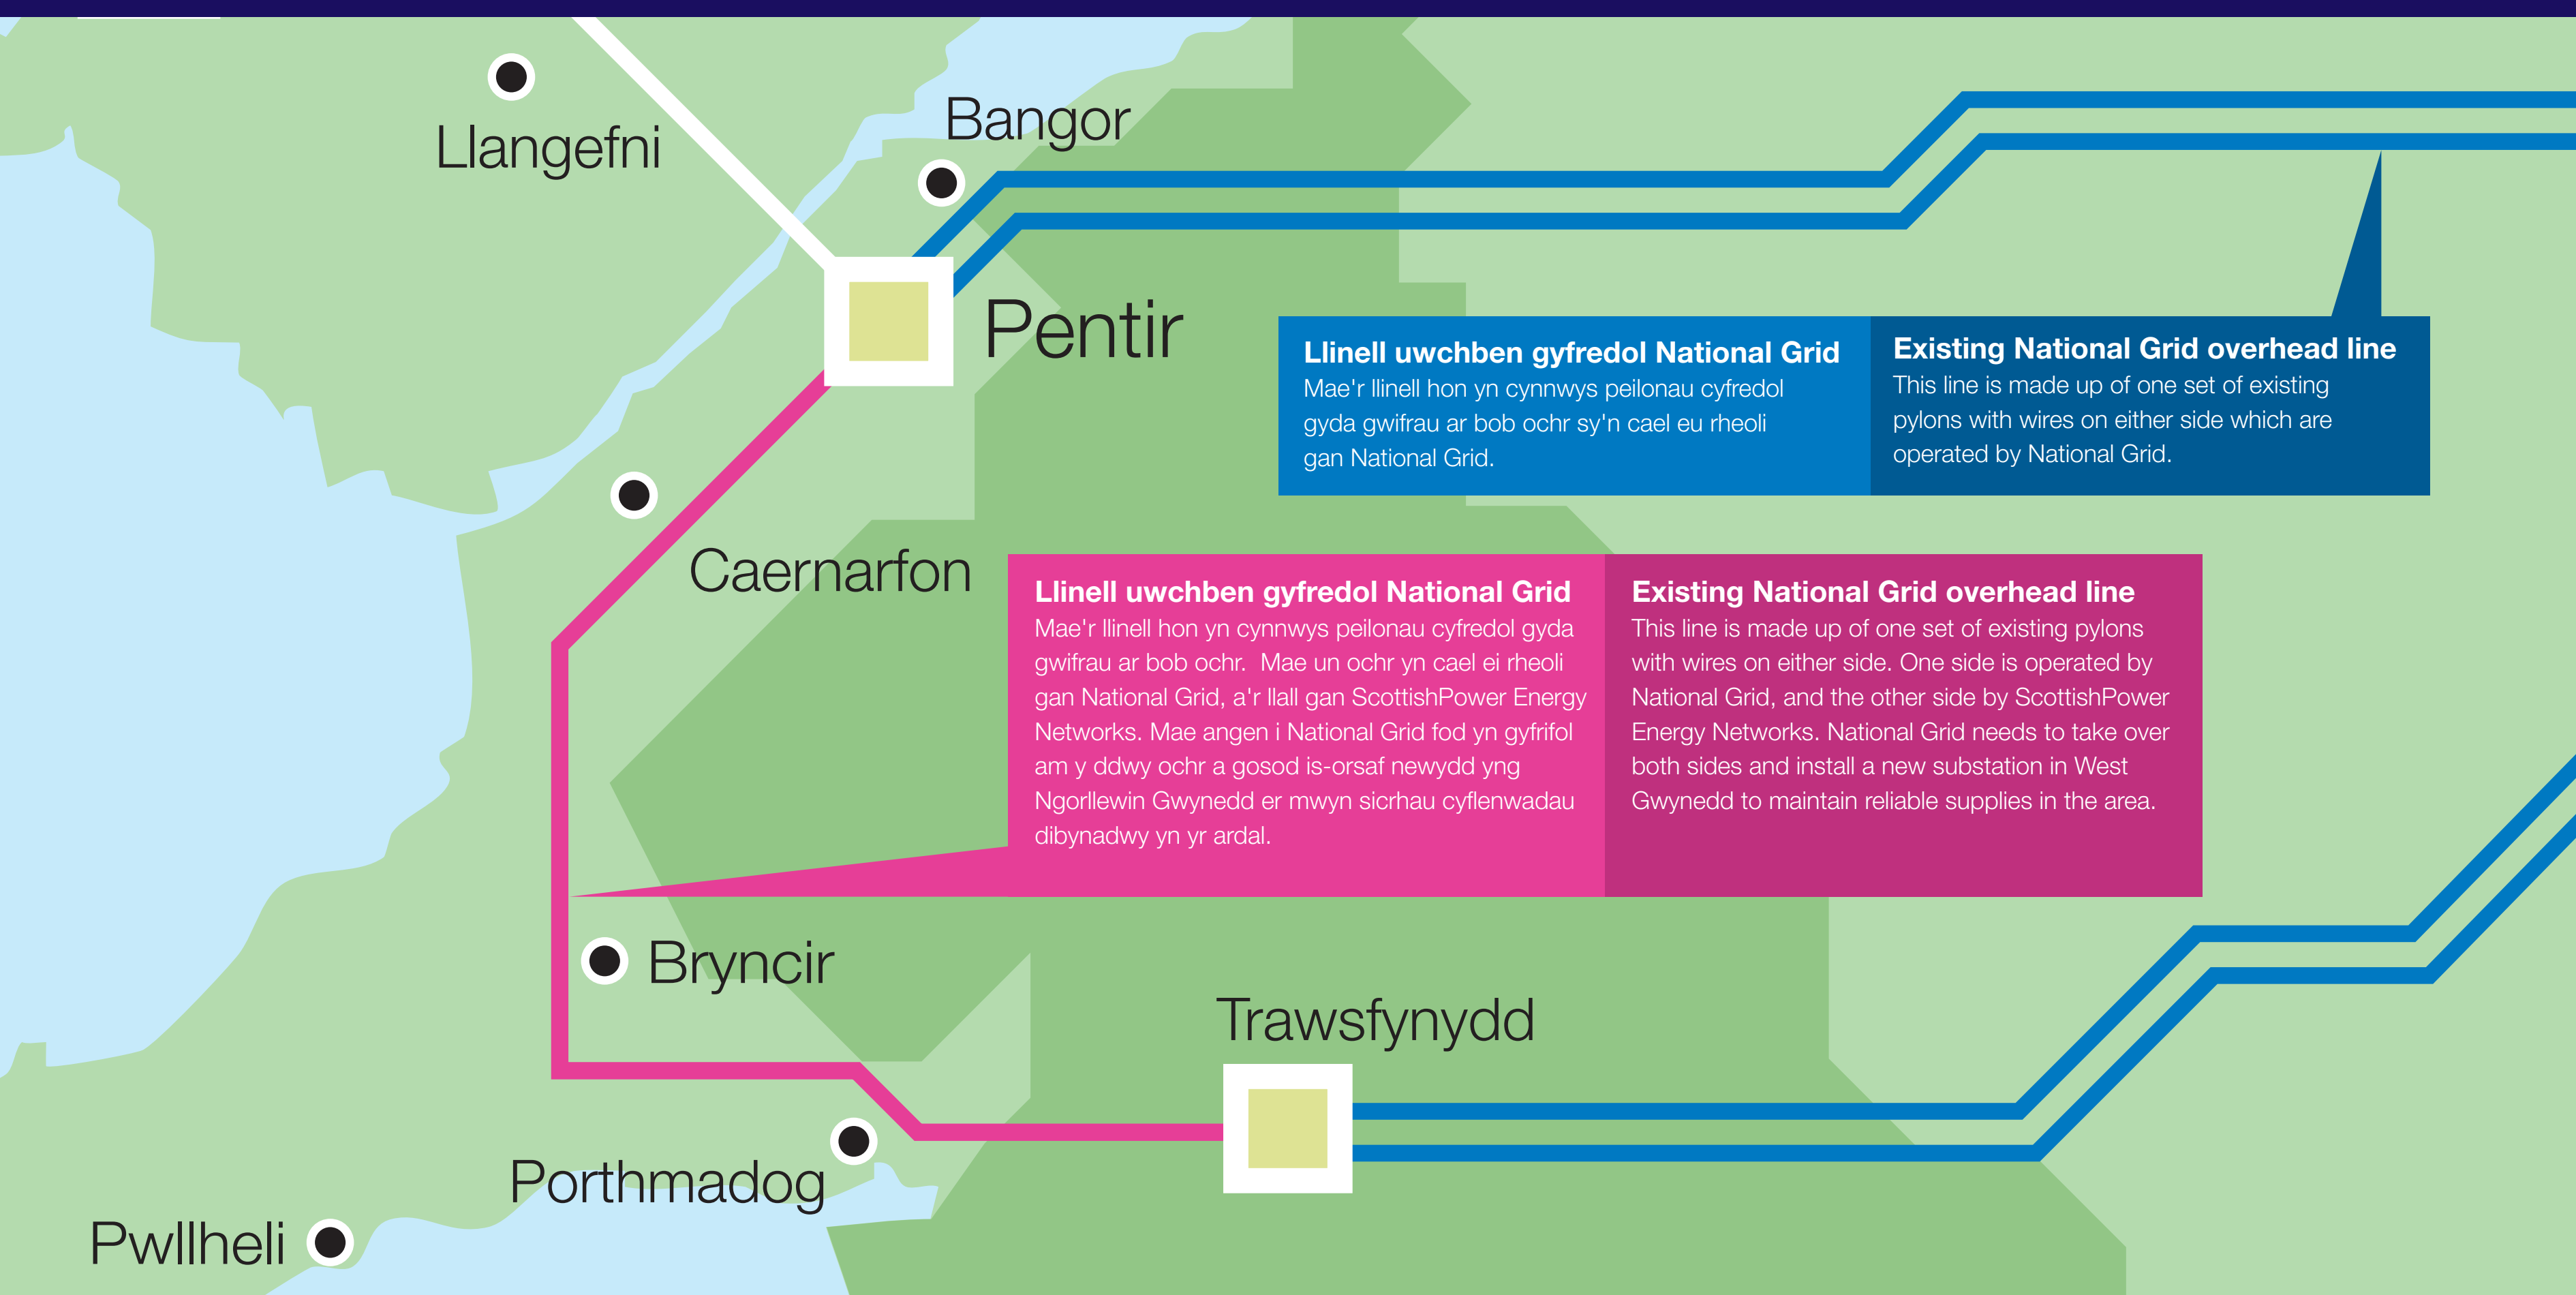 Llangefni
Bangor
Pentir
Llinell uwchben gyfredol National Grid
Mae'r llinell hon yn cynnwys peilonau cyfredol
gyda gwifrau ar bob ochr sy'n cael eu rheoli
gan National Grid.
Existing National Grid overhead line
This line is made up of one set of existing
pylons with wires on either side which are
operated by National Grid.
Caernarfon
Llinell uwchben gyfredol National Grid
Mae'r llinell hon yn cynnwys peilonau cyfredol gyda
gwifrau ar bob ochr.  Mae un ochr yn cael ei rheoli
gan National Grid, a'r llall gan ScottishPower Energy
Networks. Mae angen i National Grid fod yn gyfrifol
am y ddwy ochr a gosod is-orsaf newydd yng
Ngorllewin Gwynedd er mwyn sicrhau cyflenwadau
dibynadwy yn yr ardal.
Existing National Grid overhead line
This line is made up of one set of existing pylons
with wires on either side. One side is operated by
National Grid, and the other side by ScottishPower
Energy Networks. National Grid needs to take over
both sides and install a new substation in West
Gwynedd to maintain reliable supplies in the area.
Bryncir
Trawsfynydd
Porthmadog
Pwllheli